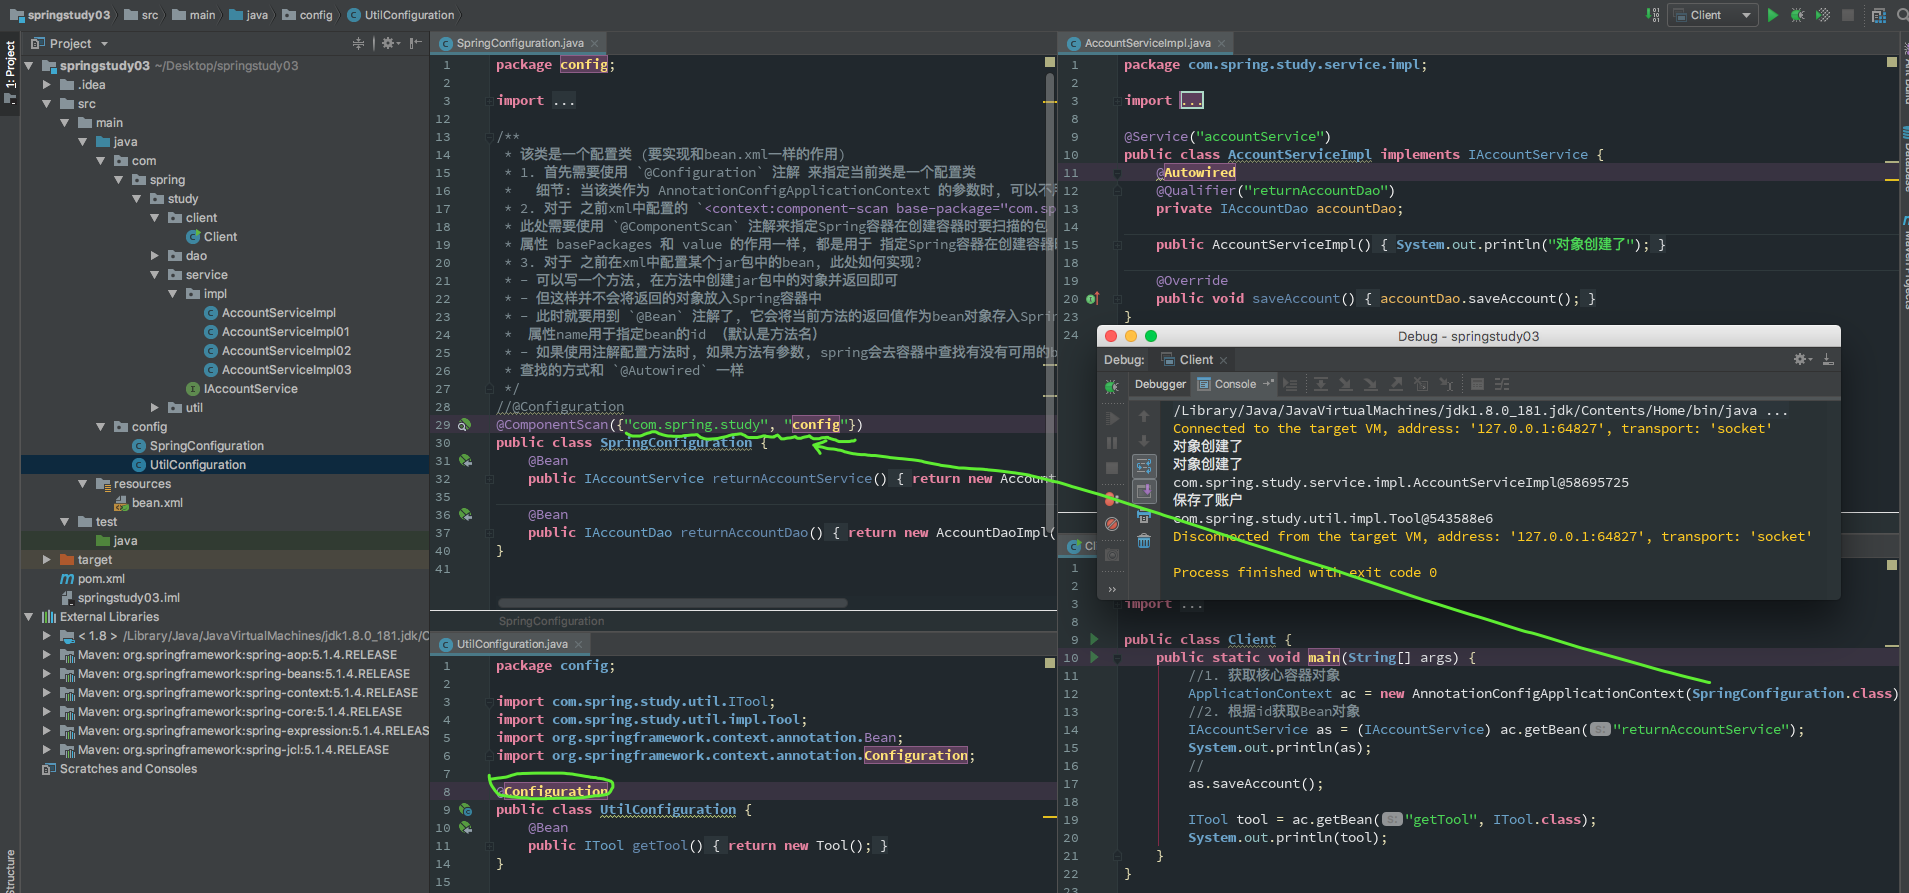 springstudy03 src main java config UtilConfiguration
Client
Project
1: Project
springstudy03 ~/Desktop/springstudy03
.idea
src
main
java
com
spring
study
client
Client
dao
service
impl
AccountServiceImpl
AccountServiceImpl01
AccountServiceImpl02
AccountServiceImpl03
IAccountService
util
config
SpringConfiguration
UtilConfiguration
resources
bean.xml
test
java
target
pom.xml
springstudy03.iml
External Libraries
< 1.8 > /Library/Java/JavaVirtualMachines/jdk1.8.0_181.jdk/C
Maven: org.springframework:spring-aop:5.1.4.RELEASE
Maven: org.springframework:spring-beans:5.1.4.RELEASE
Maven: org.springframework:spring-context:5.1.4.RELEASE
Maven: org.springframework:spring-core:5.1.4.RELEASE
Maven: org.springframework:spring-expression:5.1.4.RELEAS
Maven: org.springframework:spring-jcl:5.1.4.RELEASE
Scratches and Consoles
SpringConfiguration.java
1 package config;
2
3 import ...
12
13 /**
14 * 该类是一个配置类 (要实现和bean.xml一样的作用)
15 * 1. 首先需要使用 `@Configuration` 注解 来指定当前类是一个配置类
16 * 细节: 当该类作为 AnnotationConfigApplicationContext 的参数时, 可以不
17 * 2. 对于 之前xml中配置的 `<context:component-scan base-package="com.sp
18 * 此处需要使用 `@ComponentScan` 注解来指定Spring容器在创建容器时要扫描的包
19 * 属性 basePackages 和 value 的作用一样, 都是用于 指定Spring容器在创建容器
20 * 3. 对于 之前在xml中配置某个jar包中的bean, 此处如何实现?
21 * - 可以写一个方法, 在方法中创建jar包中的对象并返回即可
22 * - 但这样并不会将返回的对象放入Spring容器中
23 * - 此时就要用到 `@Bean` 注解了, 它会将当前方法的返回值作为bean对象存入Sprin
24 * 属性name用于指定bean的id (默认是方法名)
25 * - 如果使用注解配置方法时, 如果方法有参数, spring会去容器中查找有没有可用的b
26 * 查找的方式和 `@Autowired` 一样
27 */
28 //@Configuration
29 @ComponentScan({"com.spring.study", "config"})
30 public class SpringConfiguration {
31 @Bean
32 public IAccountService returnAccountService() { return new Account
35
36 @Bean
37 public IAccountDao returnAccountDao() { return new AccountDaoImpl(
40 }
41
SpringConfiguration
UtilConfiguration.java
1 package config;
2
3 import com.spring.study.util.ITool;
4 import com.spring.study.util.impl.Tool;
5 import org.springframework.context.annotation.Bean;
6 import org.springframework.context.annotation.Configuration;
7
8 @Configuration
9 public class UtilConfiguration {
10 @Bean
11 public ITool getTool() { return new Tool(); }
14 }
15
AccountServiceImpl.java
1 package com.spring.study.service.impl;
2
3 import ...
8
9 @Service("accountService")
10 public class AccountServiceImpl implements IAccountService {
11 @Autowired
12 @Qualifier("returnAccountDao")
13 private IAccountDao accountDao;
14
15 public AccountServiceImpl() { System.out.println("对象创建了"); }
18
19 @Override
20 public void saveAccount() { accountDao.saveAccount(); }
23 }
24
Debug - springstudy03
Debug: Client
Debugger Console
/Library/Java/JavaVirtualMachines/jdk1.8.0_181.jdk/Contents/Home/bin/java ...
Connected to the target VM, address: '127.0.0.1:64827', transport: 'socket'
对象创建了
对象创建了
com.spring.study.service.impl.AccountServiceImpl@58695725
保存了账户
com.spring.study.util.impl.Tool@543588e6
Disconnected from the target VM, address: '127.0.0.1:64827', transport: 'socket'
Process finished with exit code 0
1
2
3 import ...
8
9 public class Client {
10 public static void main(String[] args) {
11 //1. 获取核心容器对象
12 ApplicationContext ac = new AnnotationConfigApplicationContext(SpringConfiguration.class)
13 //2. 根据id获取Bean对象
14 IAccountService as = (IAccountService) ac.getBean( s: "returnAccountService");
15 System.out.println(as);
16 //
17 as.saveAccount();
18
19 ITool tool = ac.getBean( s: "getTool", ITool.class);
20 System.out.println(tool);
21 }
22 }
23